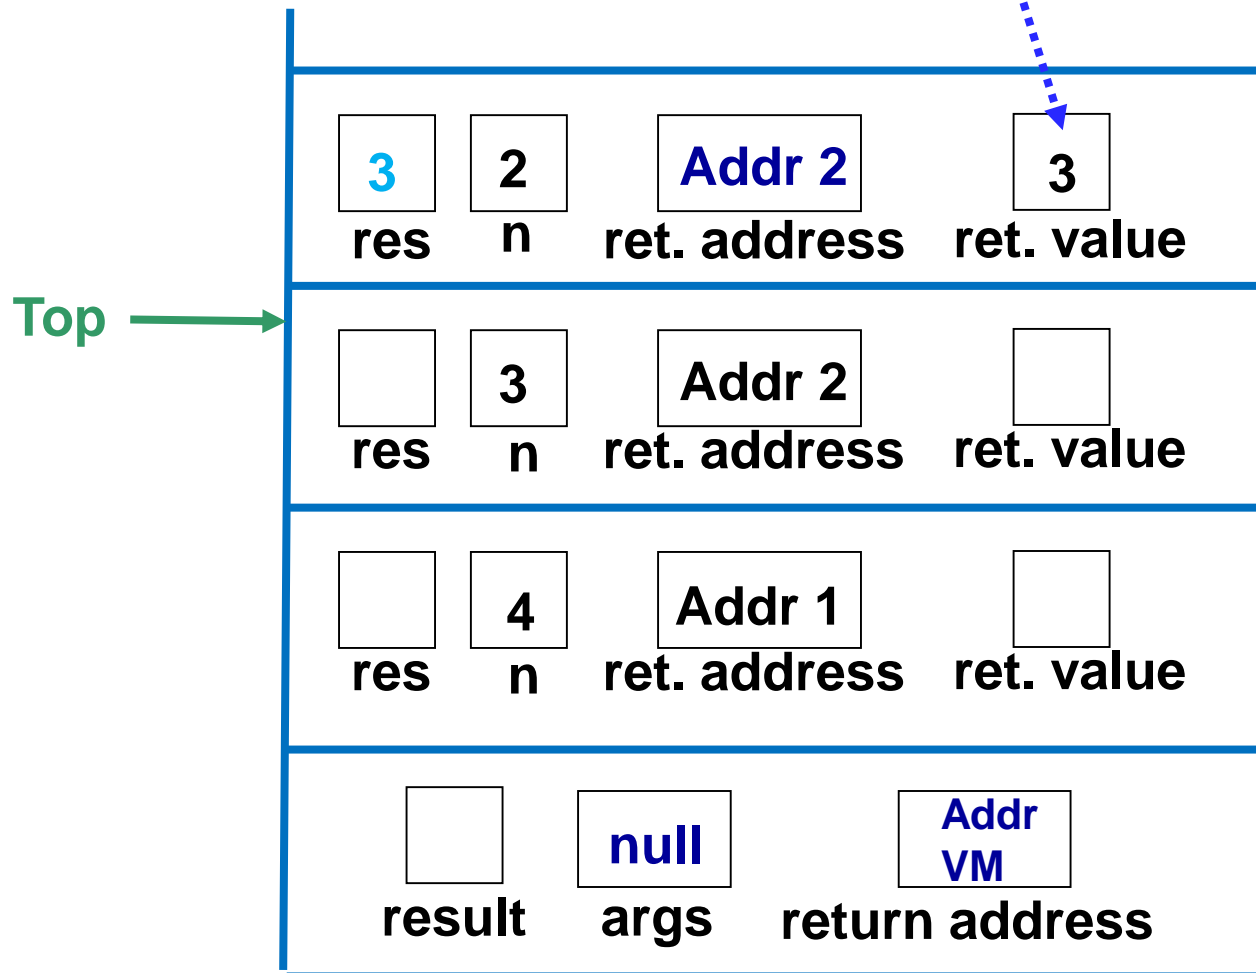 3 2 Addr 2 3
res n ret. address ret. value
Top
3 Addr 2
res n ret. address ret. value
4 Addr 1
res n ret. address ret. value
null Addr
VM
result args return address